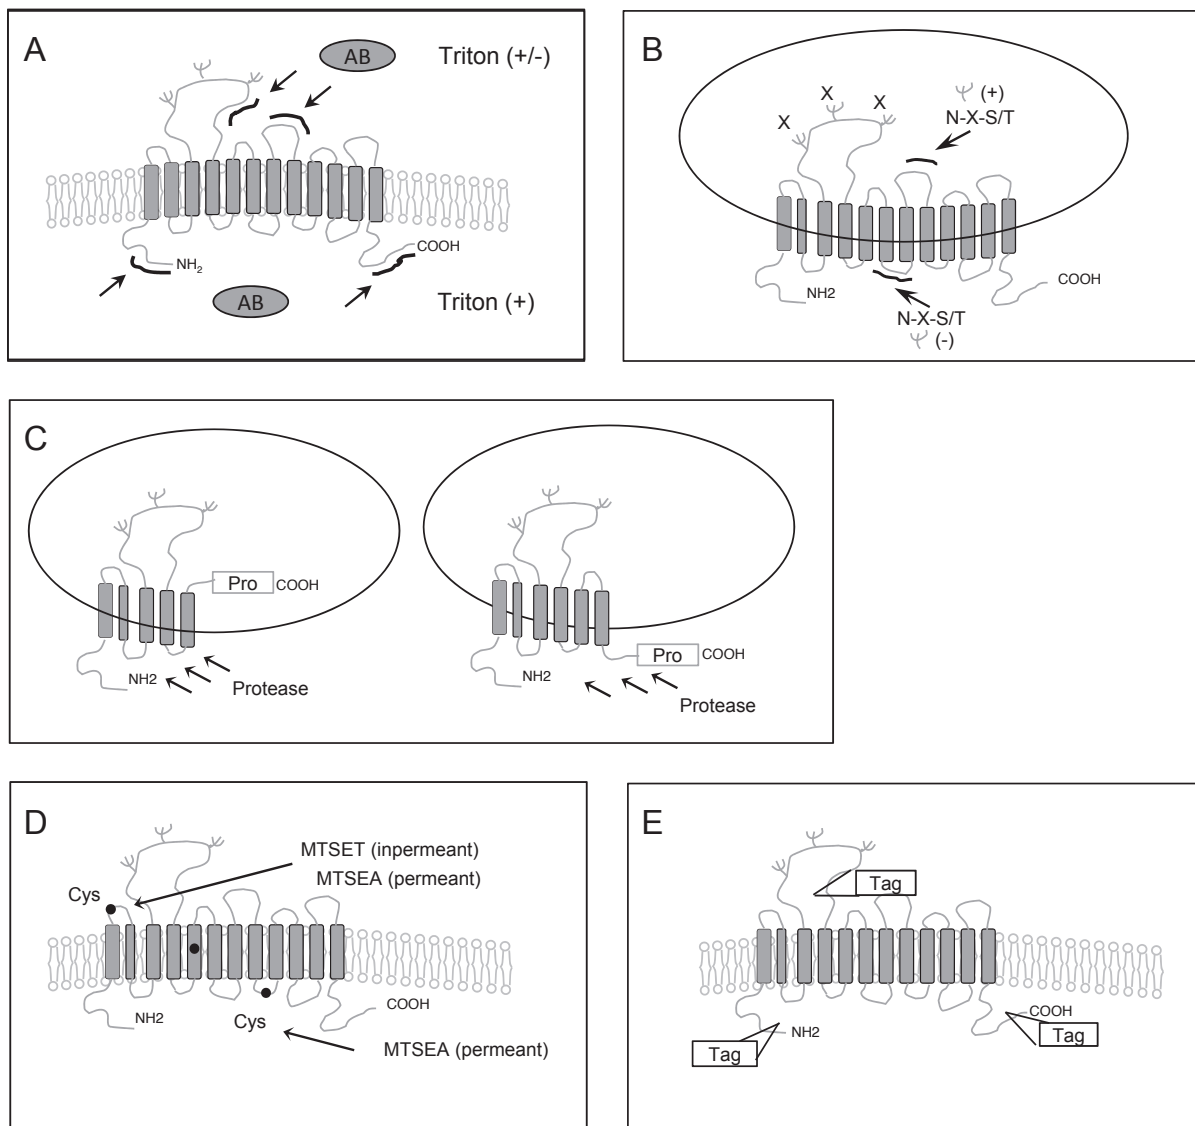 A
AB
Triton (+/-)
NH2
COOH
AB
Triton (+)
B
X
X
X
(+)
N-X-S/T
NH2
COOH
N-X-S/T
(-)
C
Pro
COOH
NH2
Protease
Pro
COOH
NH2
Protease
D
MTSET (inpermeant)
MTSEA (permeant)
Cys
NH2
Cys
COOH
MTSEA (permeant)
E
Tag
COOH
NH2
Tag
Tag